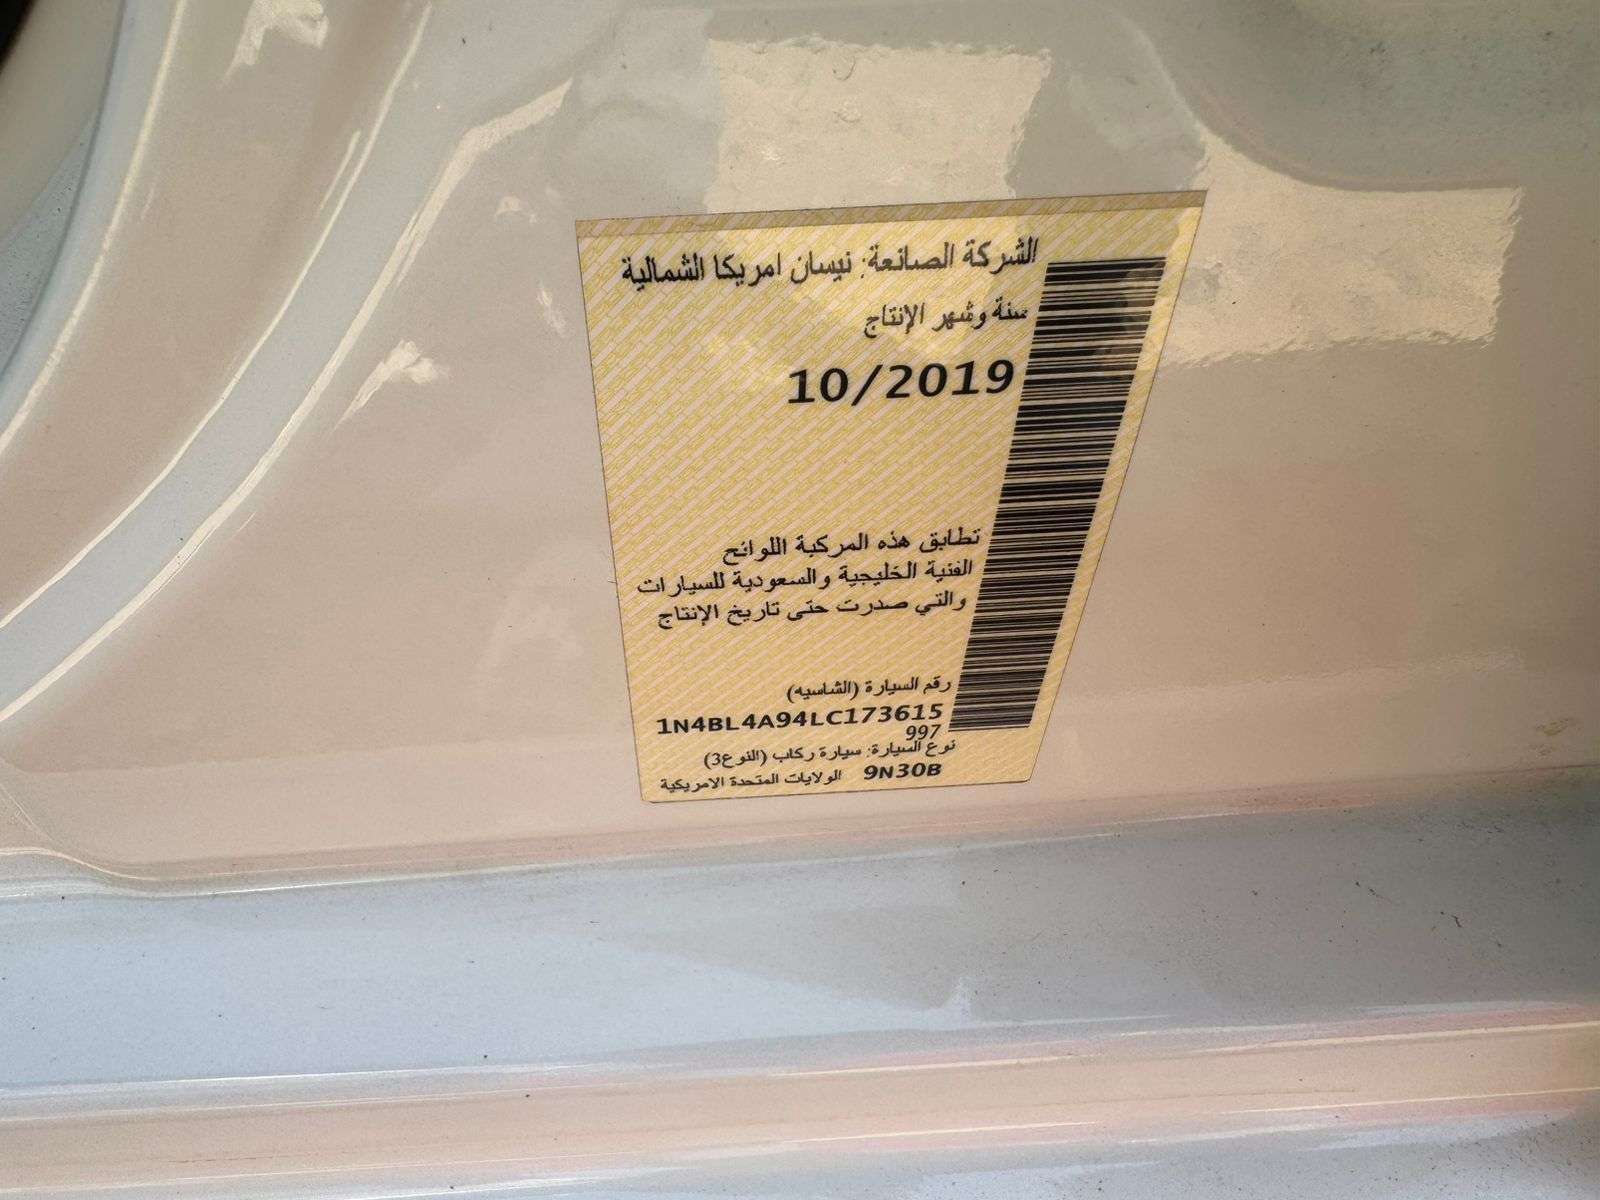 الشركة الصانعة: نيسان امريكا الشمالية
سنة وشهر الإنتاج
10/2019
تطابق هذه المركبة اللوائح
الفنية الخليجية والسعودية للسيارات
والتي صدرت حتى تاريخ الإنتاج
رقم السيارة (الشاسيه)
1N4BL4A94LC173615
997
نوع السيارة: سيارة ركاب (النوع3)
9N30B الولايات المتحدة الامريكية